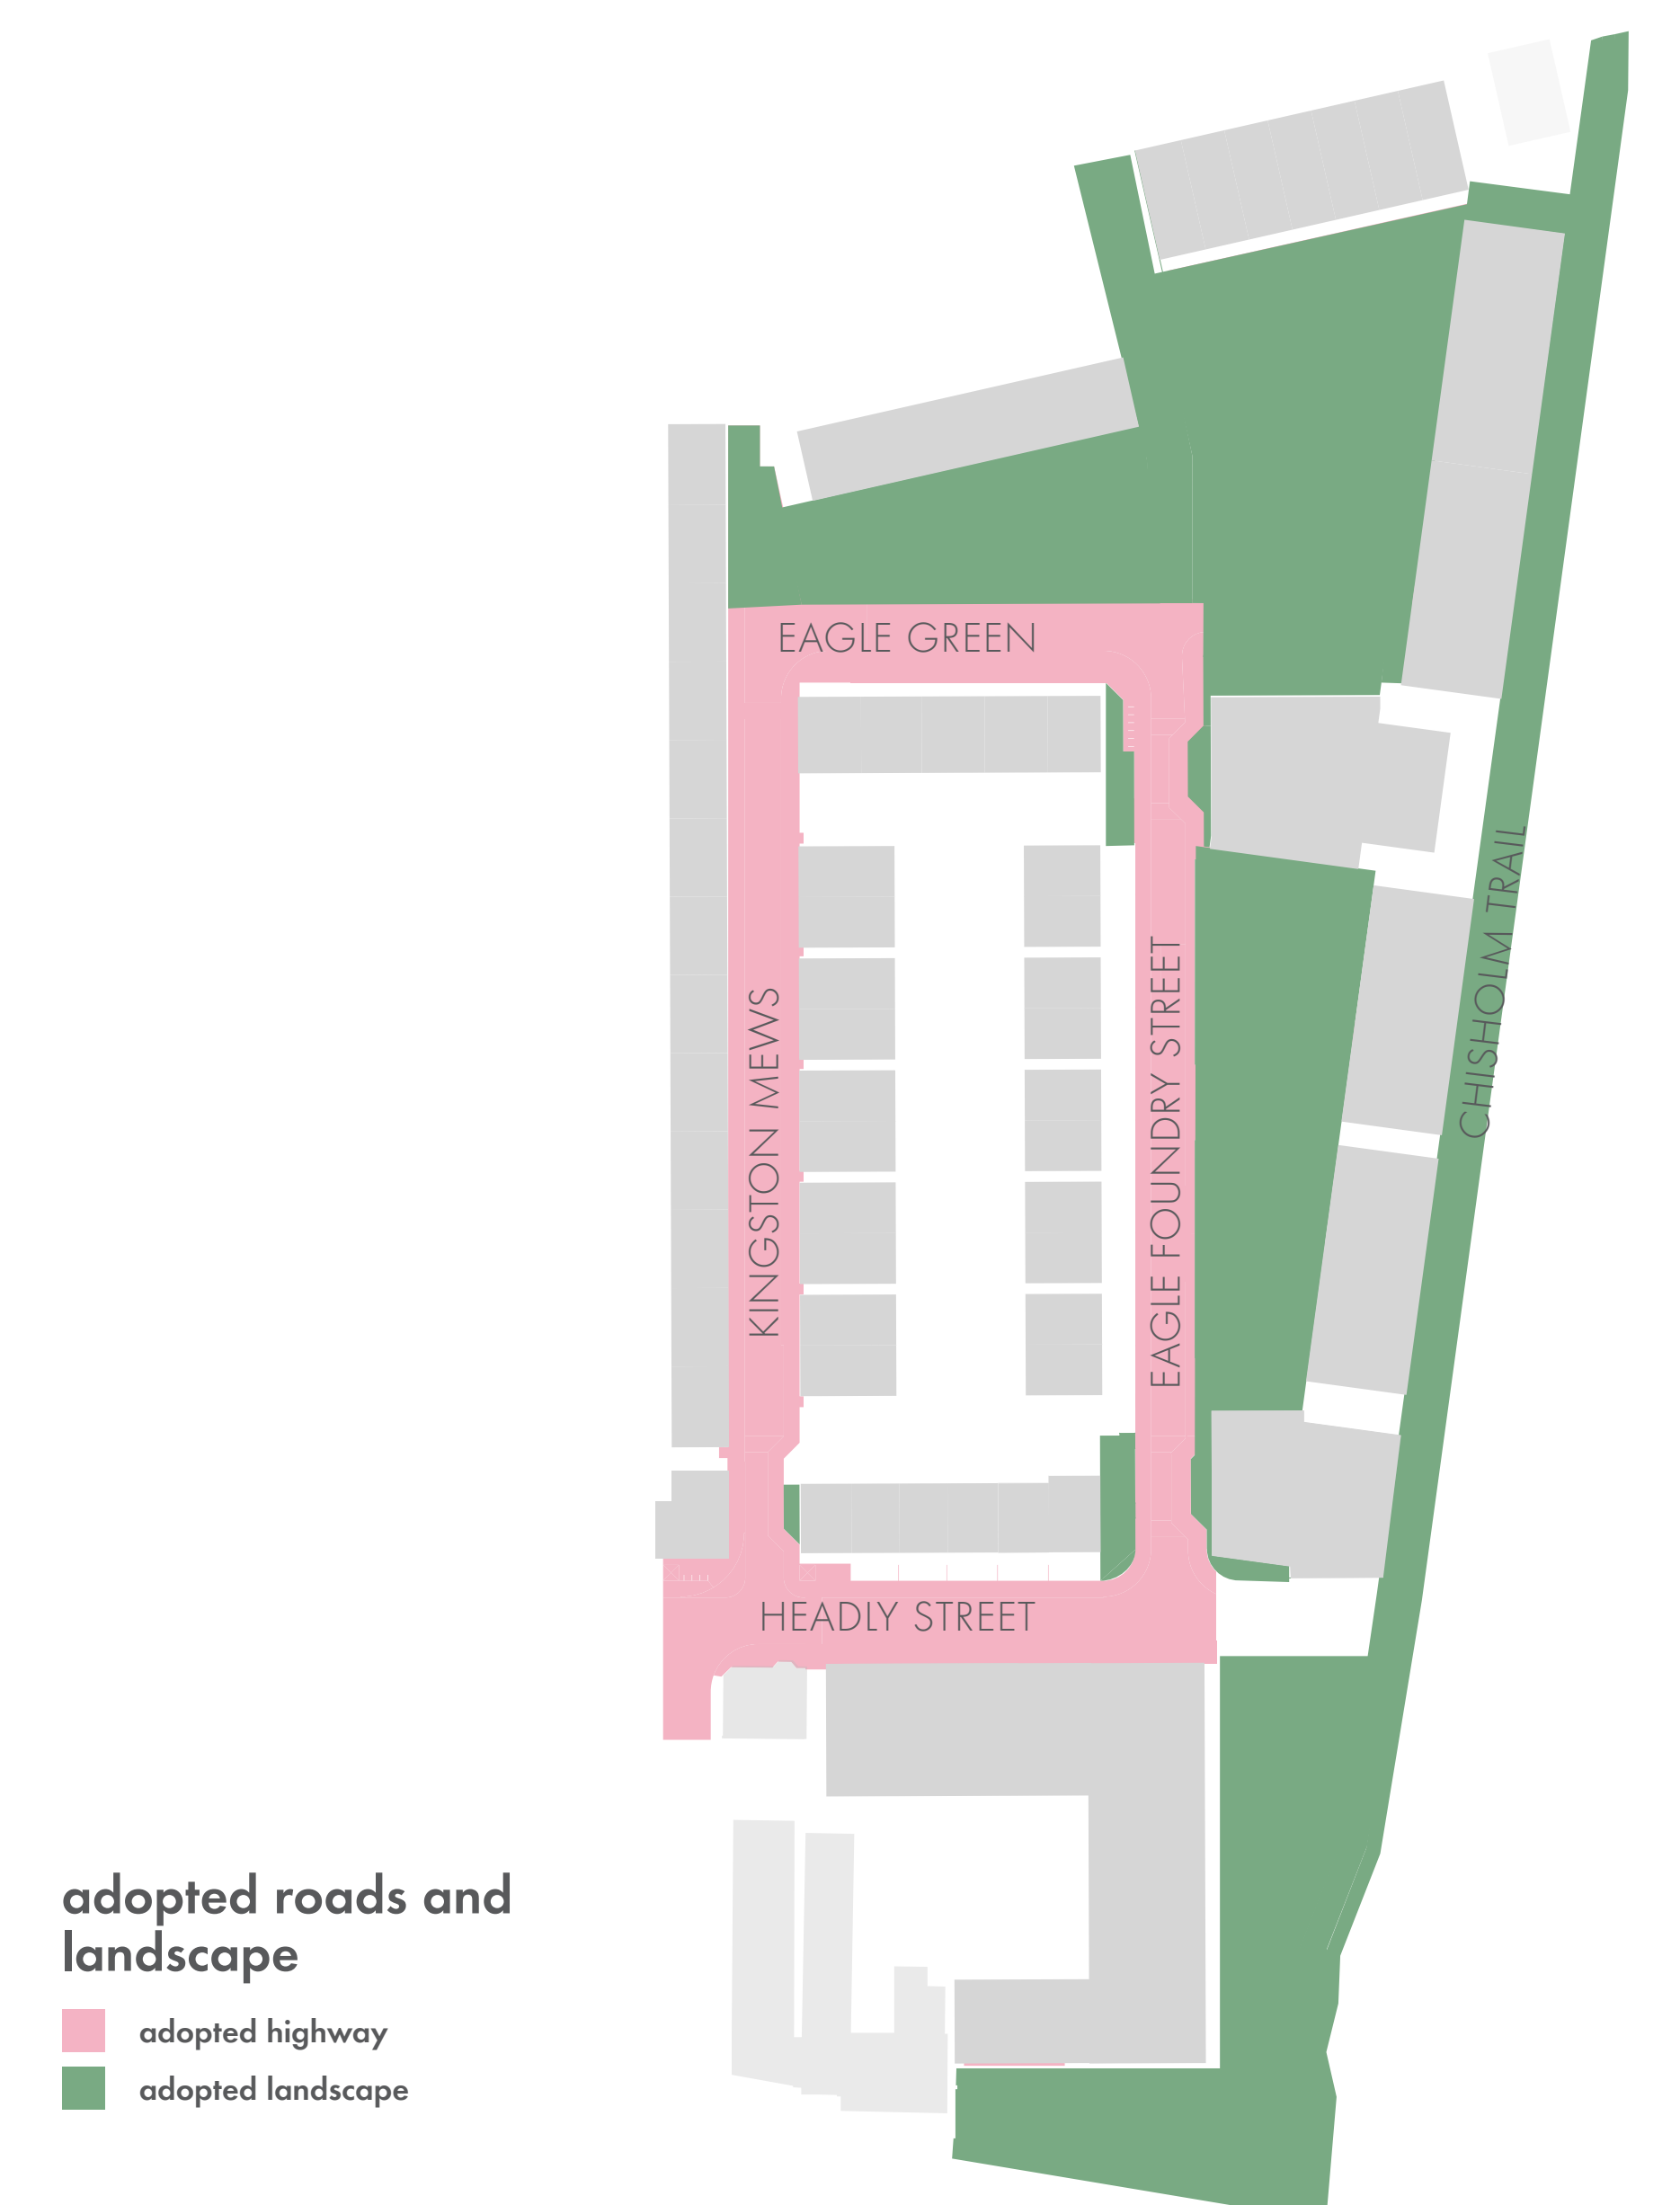 EAGLE GREEN
KINGSTON MEWS
EAGLE FOUNDRY STREET
CHISHOLM TRAIL
HEADLY STREET
adopted roads and
landscape
adopted highway
adopted landscape